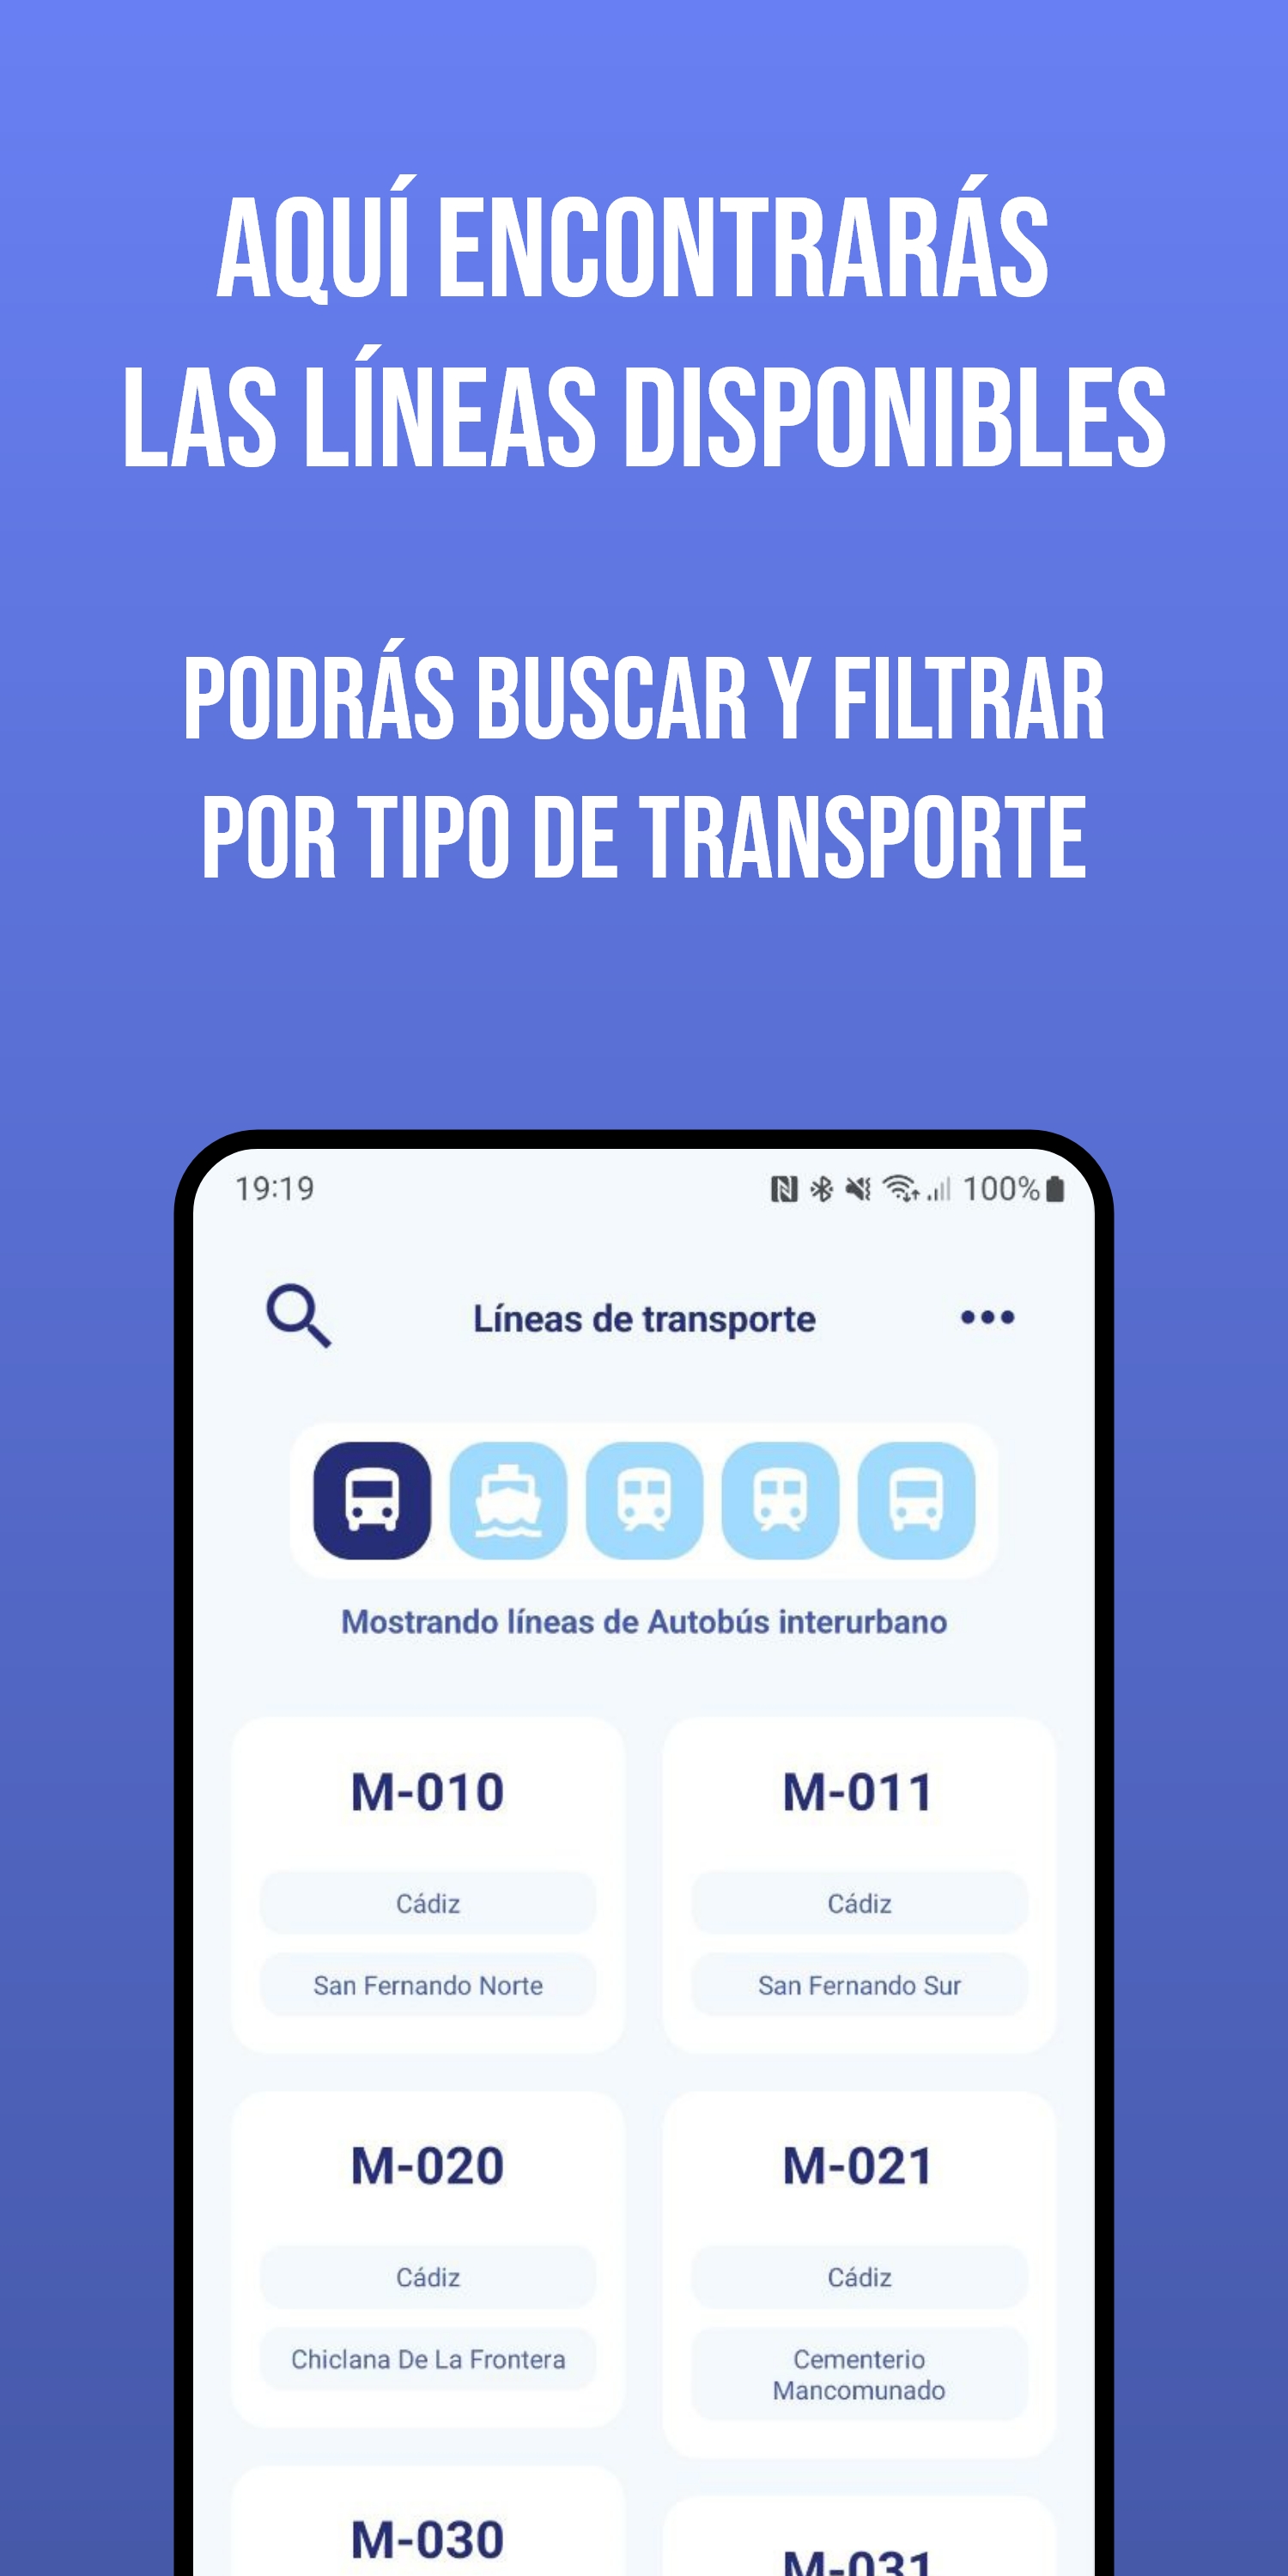 AQUÍ ENCONTRARÁS
LAS LÍNEAS DISPONIBLES
PODRÁS BUSCAR Y FILTRAR
POR TIPO DE TRANSPORTE
19:19
100%
Líneas de transporte
Mostrando líneas de Autobús interurbano
M-010
Cádiz
San Fernando Norte
M-011
Cádiz
San Fernando Sur
M-020
Cádiz
Chiclana De La Frontera
M-021
Cádiz
Cementerio
Mancomunado
M-030
M-031